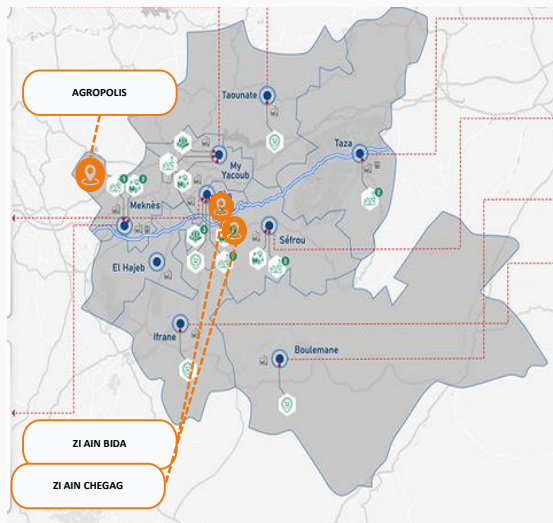 AGROPOLIS
Taounate
Taza
My
Yacoub
Meknès
Séfrou
El Hajeb
Ifrane
Boulemane
ZI AIN BIDA
ZI AIN CHEGAG